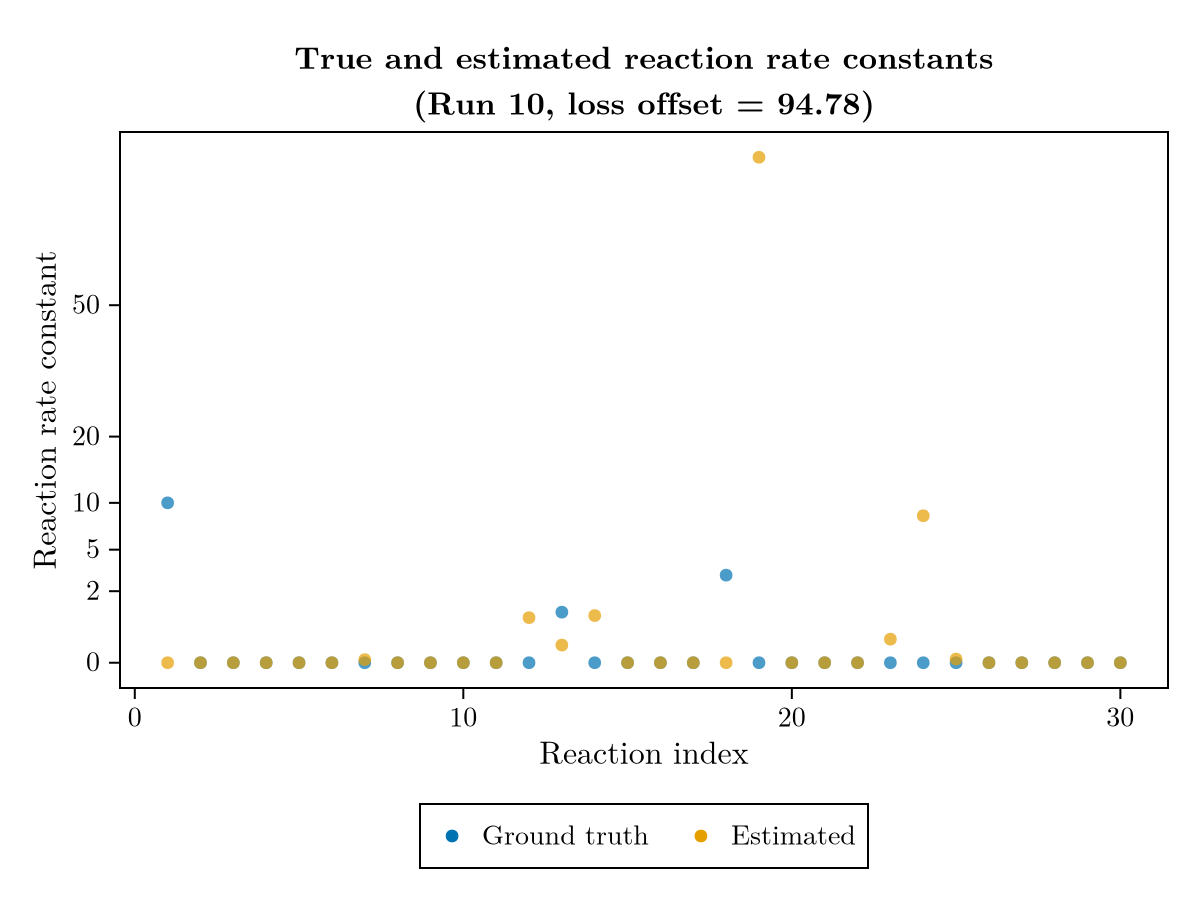 True and estimated reaction rate constants
(Run 10, loss offset = 94.78)
Reaction rate constant
50
20
10
5
2
0
0 10 20 30
Reaction index
Ground truth Estimated